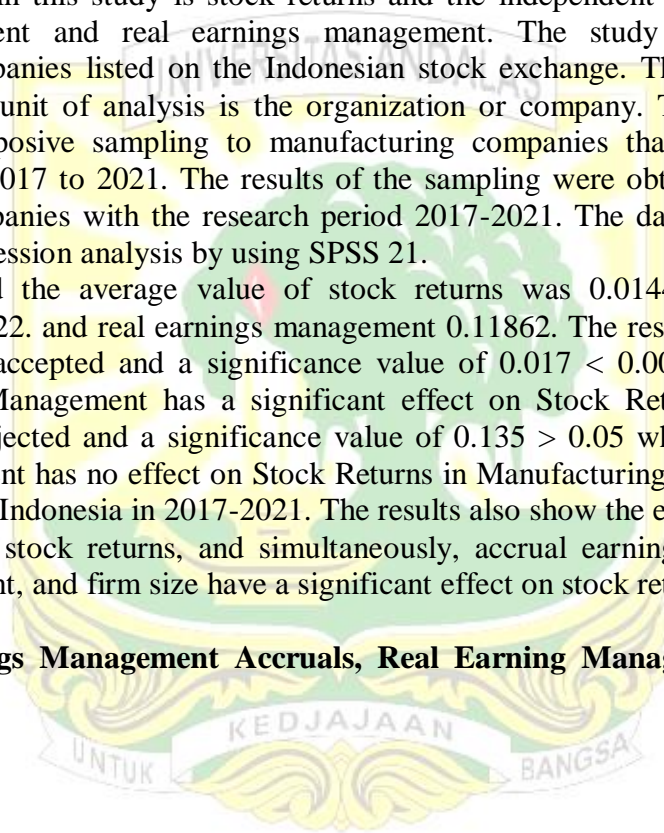 in this study is stock returns and the independent
ent and real earnings management. The study
UNIVERSITAS ANDALAS
panies listed on the Indonesian stock exchange. Th
unit of analysis is the organization or company. T
posive sampling to manufacturing companies tha
2017 to 2021. The results of the sampling were obt
panies with the research period 2017-2021. The da
ession analysis by using SPSS 21.
d the average value of stock returns was 0.0144
22. and real earnings management 0.11862. The res
accepted and a significance value of 0.017 < 0.00
Management has a significant effect on Stock Ret
jected and a significance value of 0.135 > 0.05 wh
nt has no effect on Stock Returns in Manufacturing
Indonesia in 2017-2021. The results also show the e
stock returns, and simultaneously, accrual earning
nt, and firm size have a significant effect on stock ret
gs Management Accruals, Real Earning Manag
KEDJAJAAN
UNTUK BANGSA